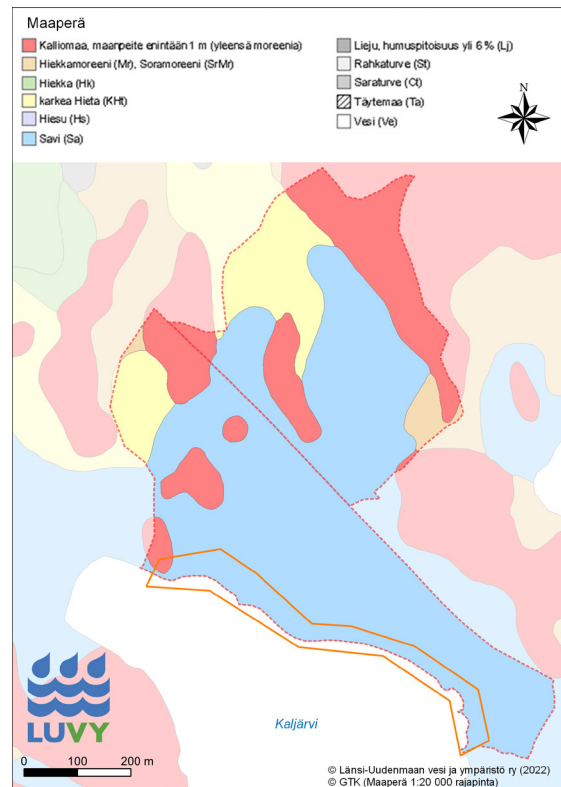 Maaperä
Kalliomaa, maanpeite enintään 1 m (yleensä moreenia)
Hiekkamoreeni (Mr), Soramoreeni (SrMr)
Hiekka (Hk)
karkea Hieta (KHt)
Hiesu (Hs)
Savi (Sa)
Lieju, humuspitoisuus yli 6 % (Lj)
Rahkaturve (St)
Saraturve (Ct)
Täytemaa (Ta)
Vesi (Ve)
N
Kaljärvi
LUVY
0 100 200 m
© Länsi-Uudenmaan vesi ja ympäristö ry (2022)
© GTK (Maaperä 1:20 000 rajapinta)